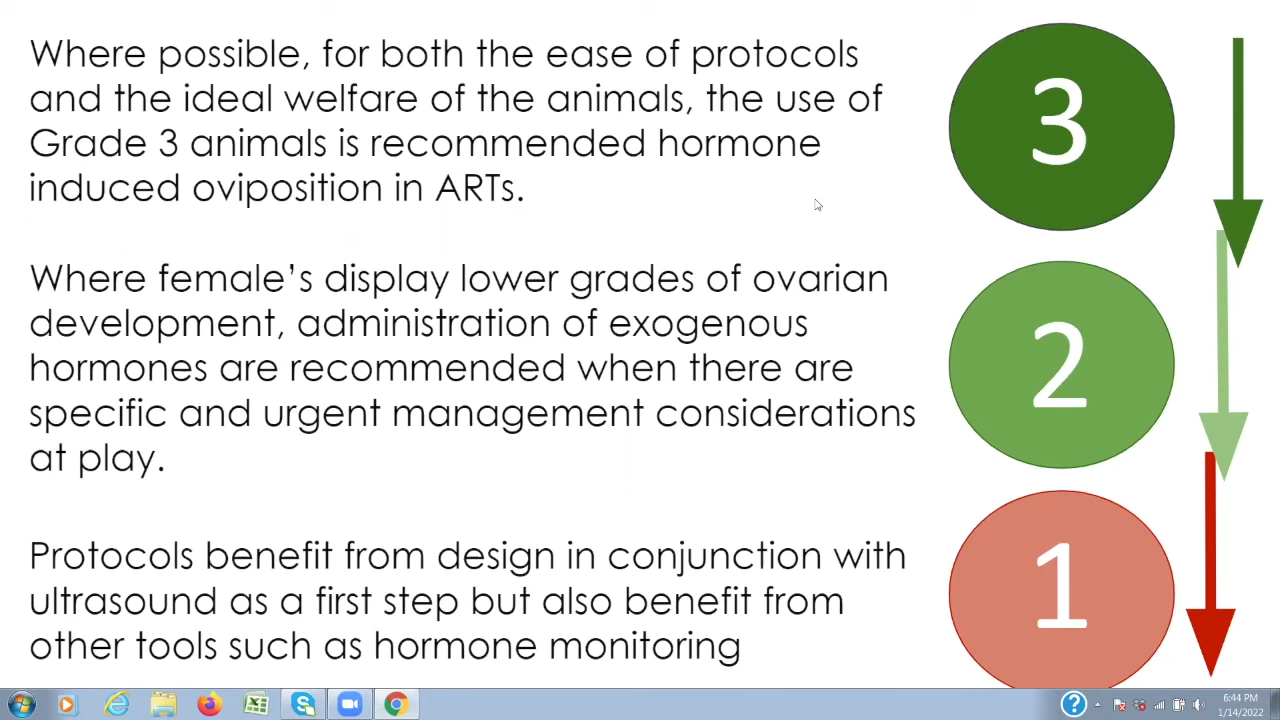 Where possible, for both the ease of protocols
and the ideal welfare of the animals, the use of
Grade 3 animals is recommended hormone
induced oviposition in ARTs.
Where female’s display lower grades of ovarian
development, administration of exogenous
hormones are recommended when there are
specific and urgent management considerations
at play.
Protocols benefit from design in conjunction with
ultrasound as a first step but also benefit from
other tools such as hormone monitoring
3
2
1
6:44 PM
1/14/2022